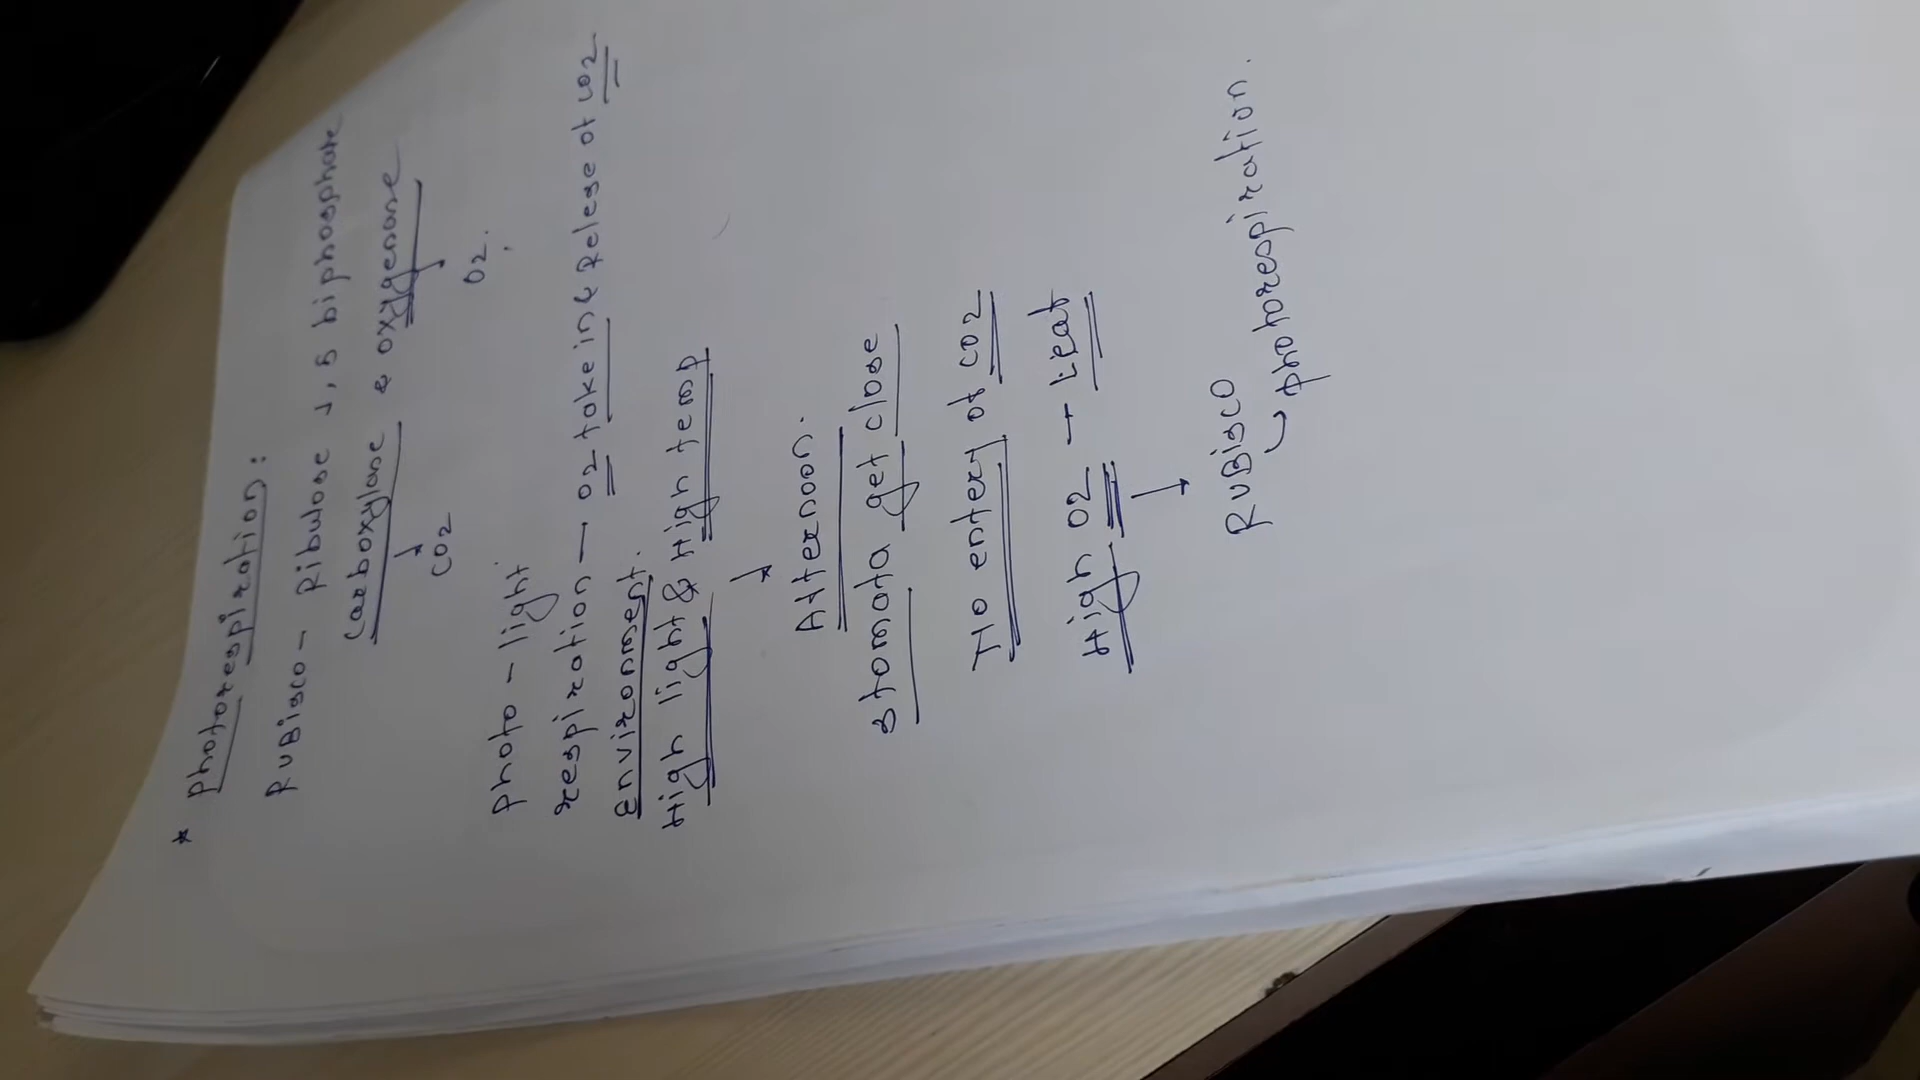 * Photorespiration:
RuBisco - Ribulose 1,5 biphosphate
Carboxylase & oxygenase
↓ CO2 ↓ O2.
Photo - light
respiration — O2 take in & Release of CO2
Environment.
High light & High temp
↓
Afternoon.
stomata get close
No entery of CO2
High O2 → Leaf
↓
RuBisco
↪ photorespiration.